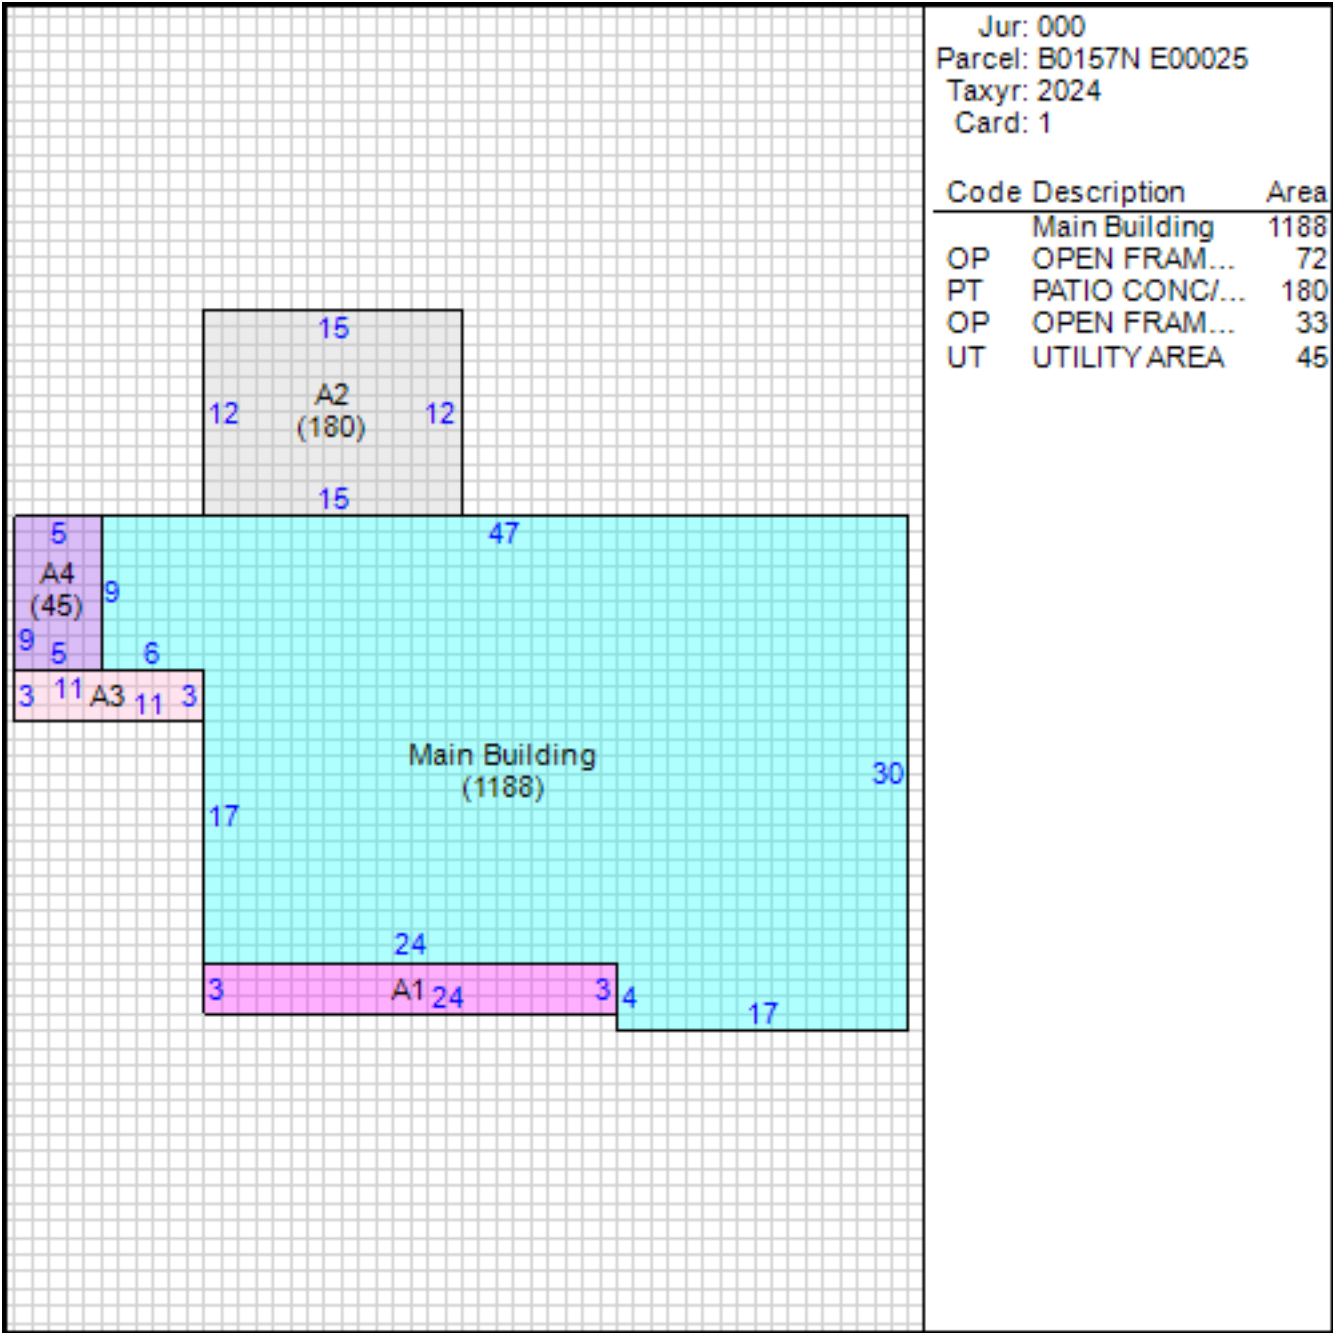 Jur: 000
Parcel: B0157N E00025
Taxyr: 2024
Card: 1
Code Description Area
Main Building 1188
OP OPEN FRAM... 72
PT PATIO CONC/... 180
OP OPEN FRAM... 33
UT UTILITY AREA 45
15
A2
12 (180) 12
15
5 47
A4
(45) 9
9 5 6
3 11 A3 11 3
Main Building
(1188)
30
17
24
3 A1 24 3 4
17